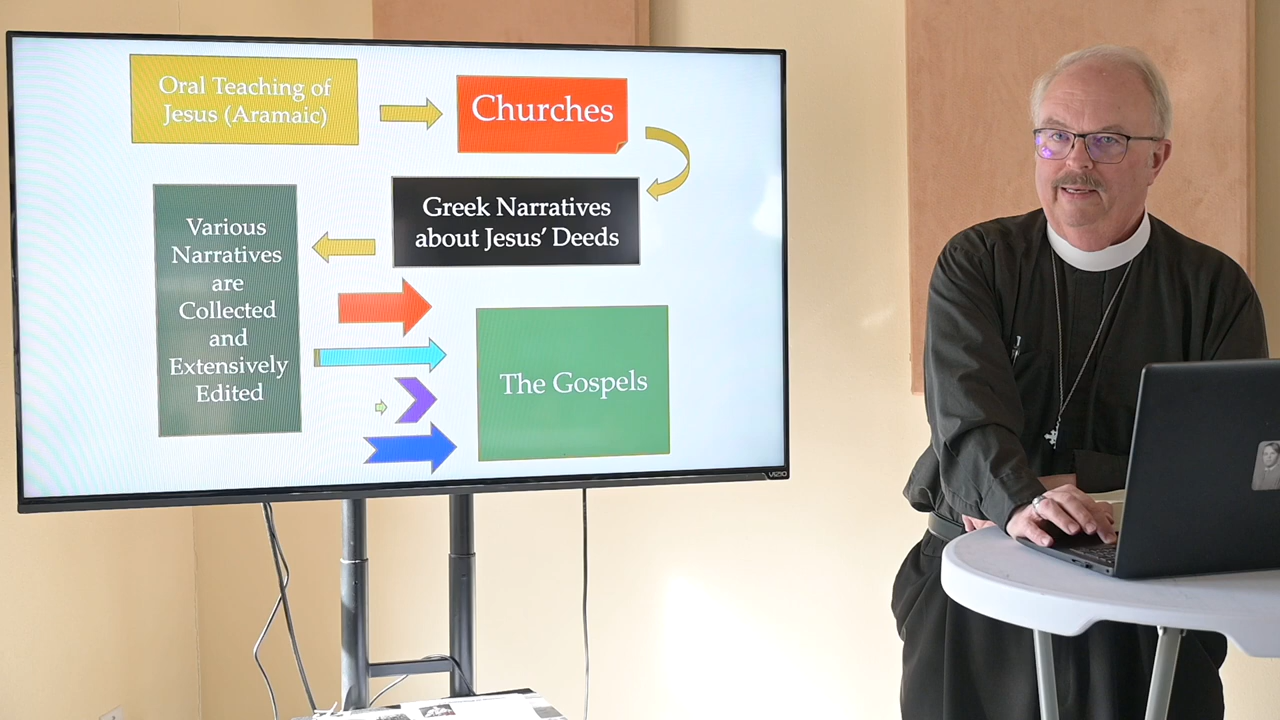 Oral Teaching of
Jesus (Aramaic)
Churches
Greek Narratives
about Jesus' Deeds
Various
Narratives
are
Collected
and
Extensively
Edited
The Gospels
VIZIO